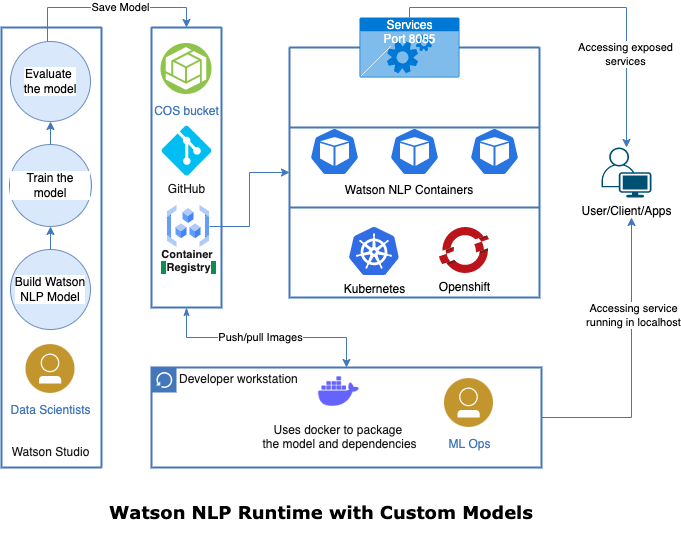 Save Model
Evaluate
the model
Train the
model
Build Watson
NLP Model
Data Scientists
Watson Studio
COS bucket
GitHub
Container
Registry
Services
Port 8085
Watson NLP Containers
Kubernetes
Openshift
Accessing exposed
services
User/Client/Apps
Accessing service
running in localhost
Push/pull Images
Developer workstation
Uses docker to package
the model and dependencies
ML Ops
Watson NLP Runtime with Custom Models